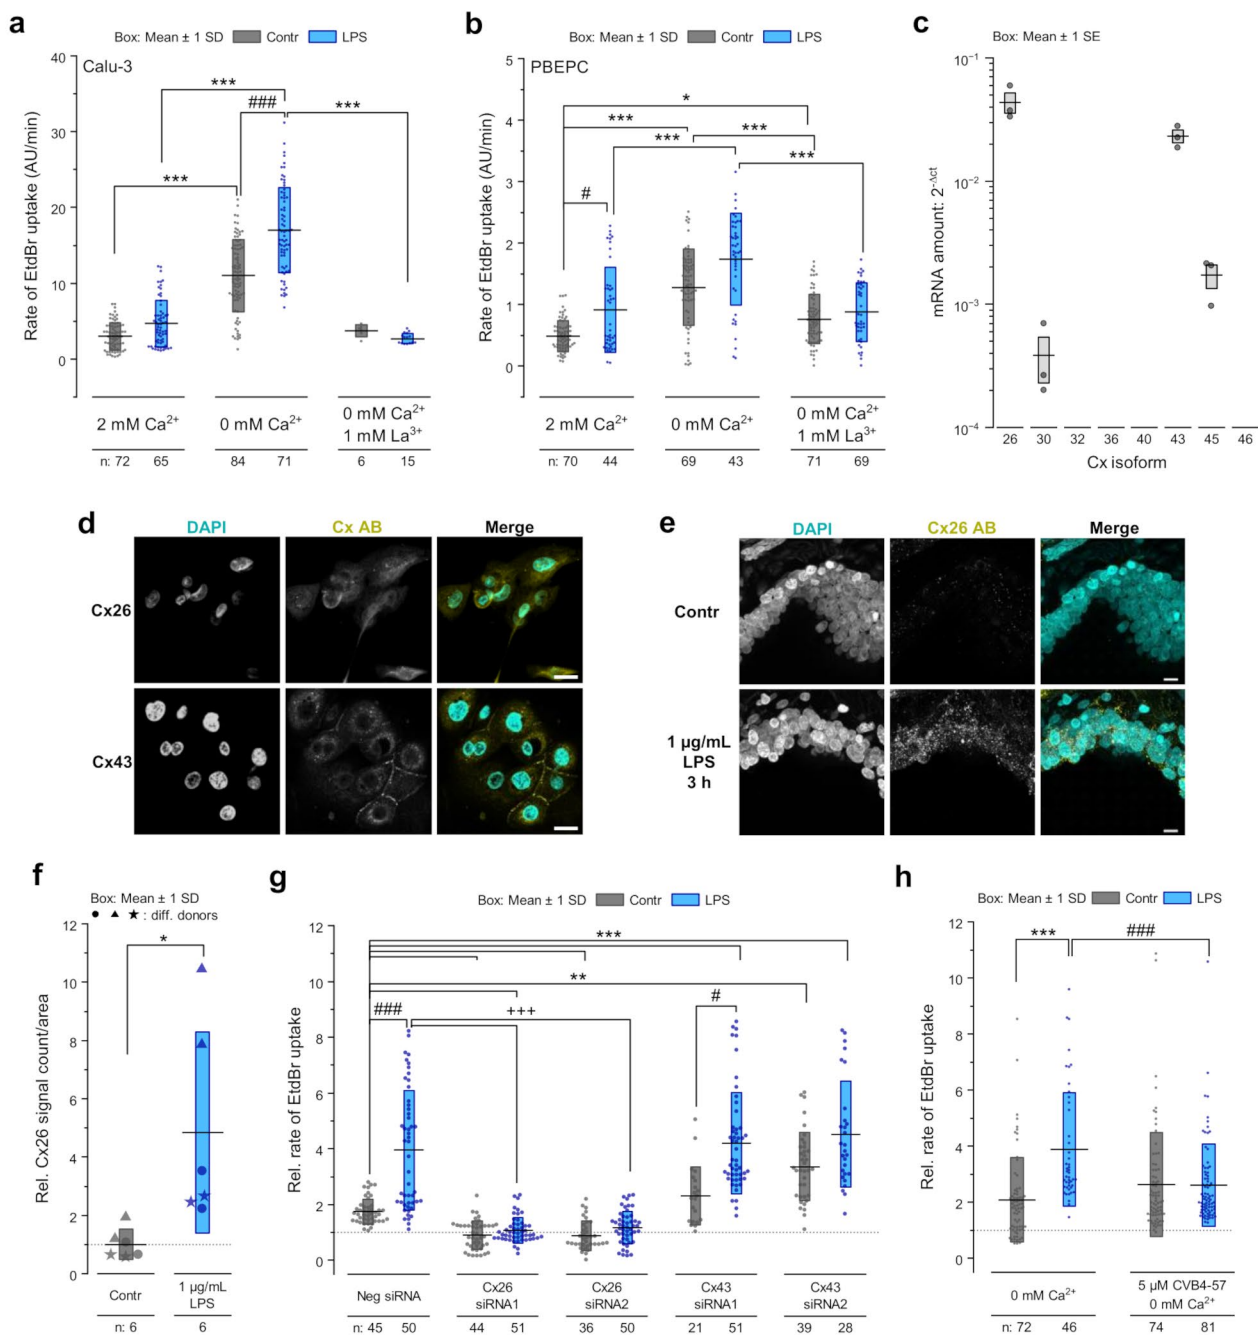 a
Box: Mean ± 1 SD Contr LPS
Calu-3
Rate of EtdBr uptake (AU/min)
40
30
20
10
0
***
###
***
***
2 mM Ca²⁺
0 mM Ca²⁺
0 mM Ca²⁺
1 mM La³⁺
n: 72 65 84 71 6 15
b
Box: Mean ± 1 SD Contr LPS
PBEPC
Rate of EtdBr uptake (AU/min)
5
4
3
2
1
0
*
***
***
***
***
#
2 mM Ca²⁺
0 mM Ca²⁺
0 mM Ca²⁺
1 mM La³⁺
n: 70 44 69 43 71 69
c
Box: Mean ± 1 SE
mRNA amount: 2^-Δct
10⁻¹
10⁻²
10⁻³
10⁻⁴
26 30 32 36 40 43 45 46
Cx isoform
d
DAPI Cx AB Merge
Cx26
Cx43
e
DAPI Cx26 AB Merge
Contr
1 µg/mL
LPS
3 h
f
Box: Mean ± 1 SD
● ▲ ★ : diff. donors
Rel. Cx26 signal count/area
12
10
8
6
4
2
0
*
Contr
1 µg/mL
LPS
n: 6 6
g
Box: Mean ± 1 SD Contr LPS
Rel. rate of EtdBr uptake
12
10
8
6
4
2
0
***
**
###
+++
#
Neg siRNA
Cx26
siRNA1
Cx26
siRNA2
Cx43
siRNA1
Cx43
siRNA2
n: 45 50 44 51 36 50 21 51 39 28
h
Box: Mean ± 1 SD Contr LPS
Rel. rate of EtdBr uptake
12
10
8
6
4
2
0
***
###
0 mM Ca²⁺
5 µM CVB4-57
0 mM Ca²⁺
n: 72 46 74 81